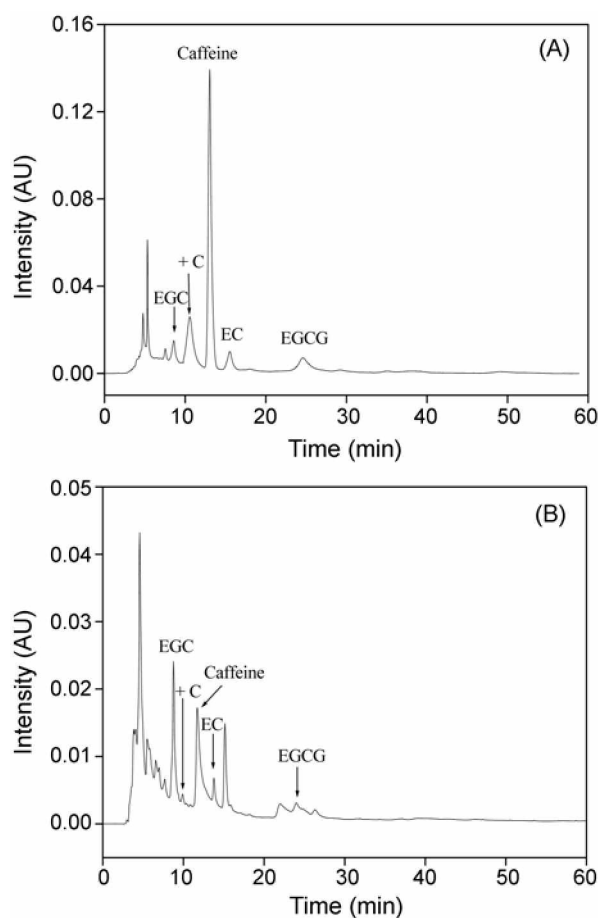 0.16
(A)
Caffeine
0.12
Intensity (AU)
0.08
+ C
0.04
EGC
EC
EGCG
0.00
0 10 20 30 40 50 60
Time (min)
0.05
(B)
0.04
Intensity (AU)
0.03
EGC
0.02
+ C
Caffeine
EC
0.01
EGCG
0.00
0 10 20 30 40 50 60
Time (min)